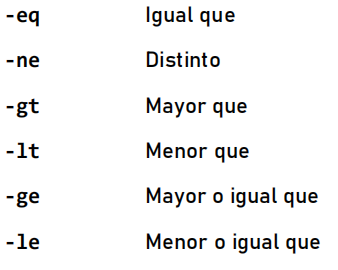 -eq Igual que
-ne Distinto
-gt Mayor que
-lt Menor que
-ge Mayor o igual que
-le Menor o igual que